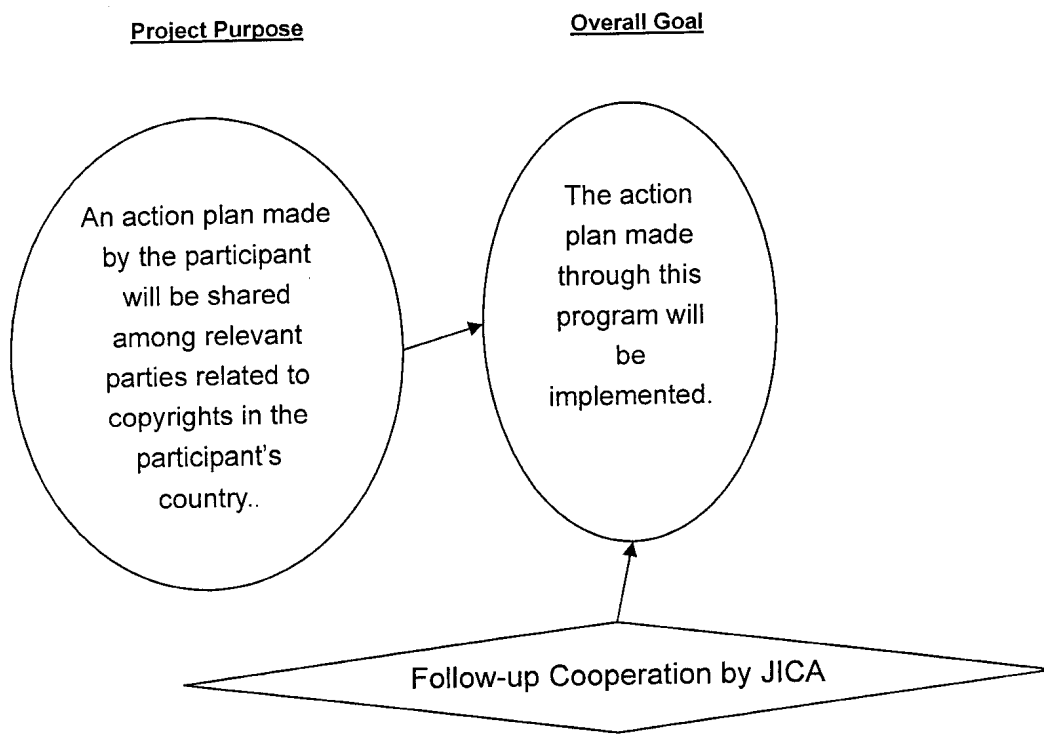 Project Purpose
Overall Goal
An action plan made
by the participant
will be shared
among relevant
parties related to
copyrights in the
participant's
country..
The action
plan made
through this
program will
be
implemented.
Follow-up Cooperation by JICA